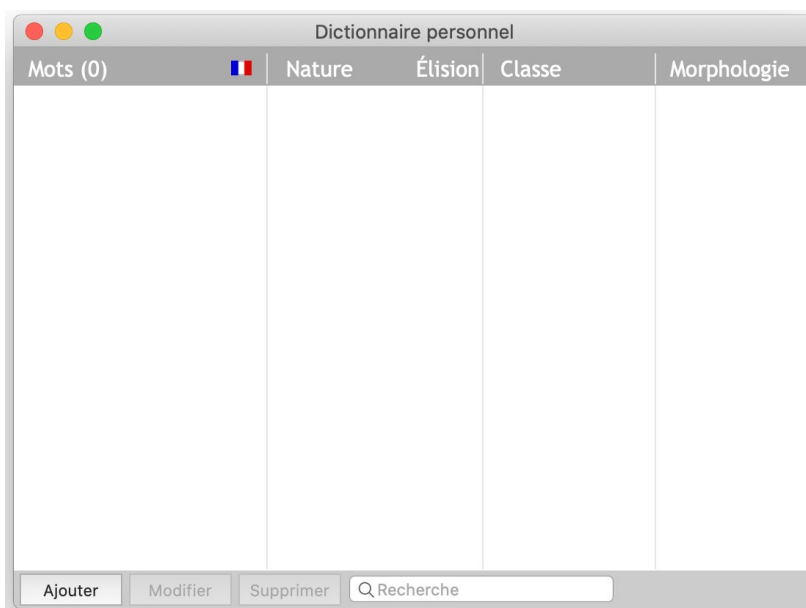 Dictionnaire personnel
Mots (0) Nature Élision Classe Morphologie
Ajouter Modifier Supprimer Recherche